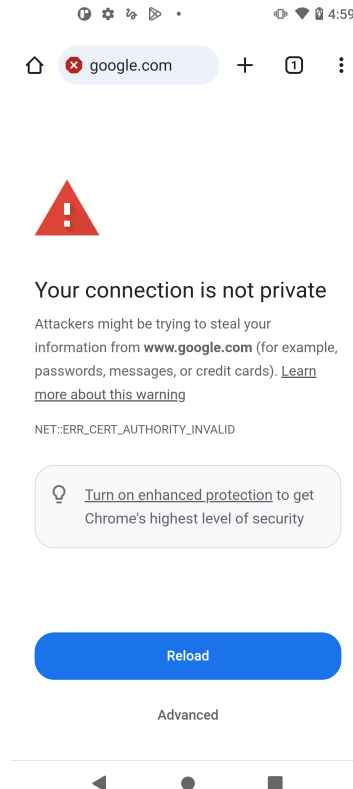 4:59
google.com
1
Your connection is not private
Attackers might be trying to steal your
information from www.google.com (for example,
passwords, messages, or credit cards). Learn
more about this warning
NET::ERR_CERT_AUTHORITY_INVALID
Turn on enhanced protection to get
Chrome's highest level of security
Reload
Advanced